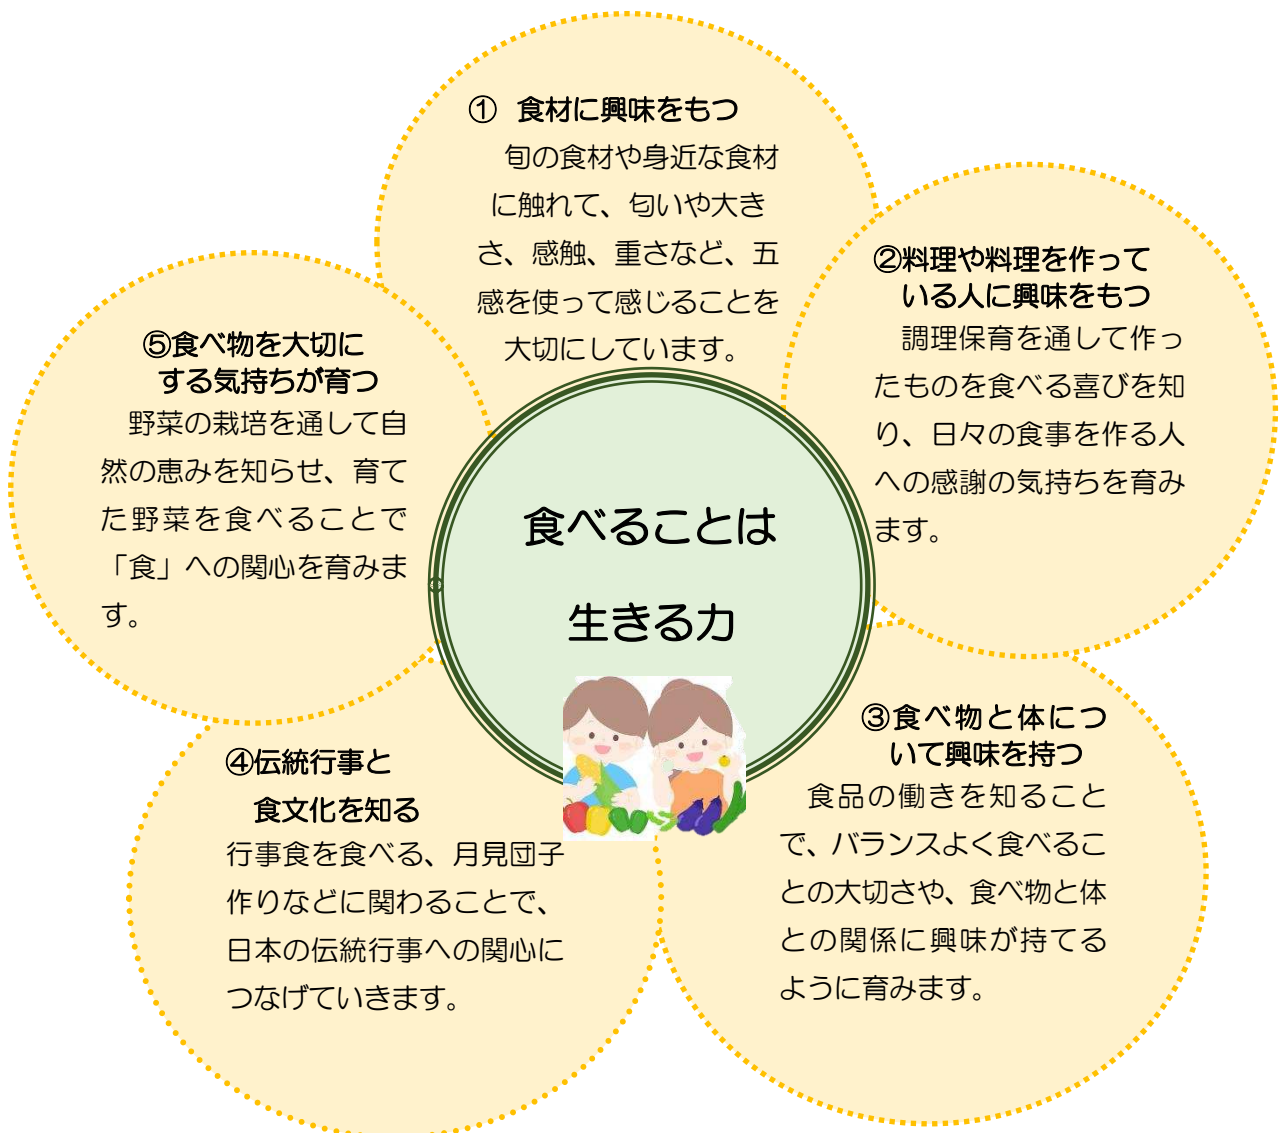 ① 食材に興味をもつ
旬の食材や身近な食材
に触れて、匂いや大き
さ、感触、重さなど、五
感を使って感じることを
大切にしています。
②料理や料理を作って
いる人に興味をもつ
調理保育を通して作っ
たものを食べる喜びを知
り、日々の食事を作る人
への感謝の気持ちを育み
ます。
③食べ物と体につ
いて興味を持つ
食品の働きを知ること
で、バランスよく食べるこ
との大切さや、食べ物と体
との関係に興味が持てる
ように育みます。
④伝統行事と
食文化を知る
行事食を食べる、月見団子
作りなどに関わることで、
日本の伝統行事への関心に
つなげていきます。
⑤食べ物を大切に
する気持ちが育つ
野菜の栽培を通して自
然の恵みを知らせ、育て
た野菜を食べることで
「食」への関心を育みま
す。
食べることは
生きる力